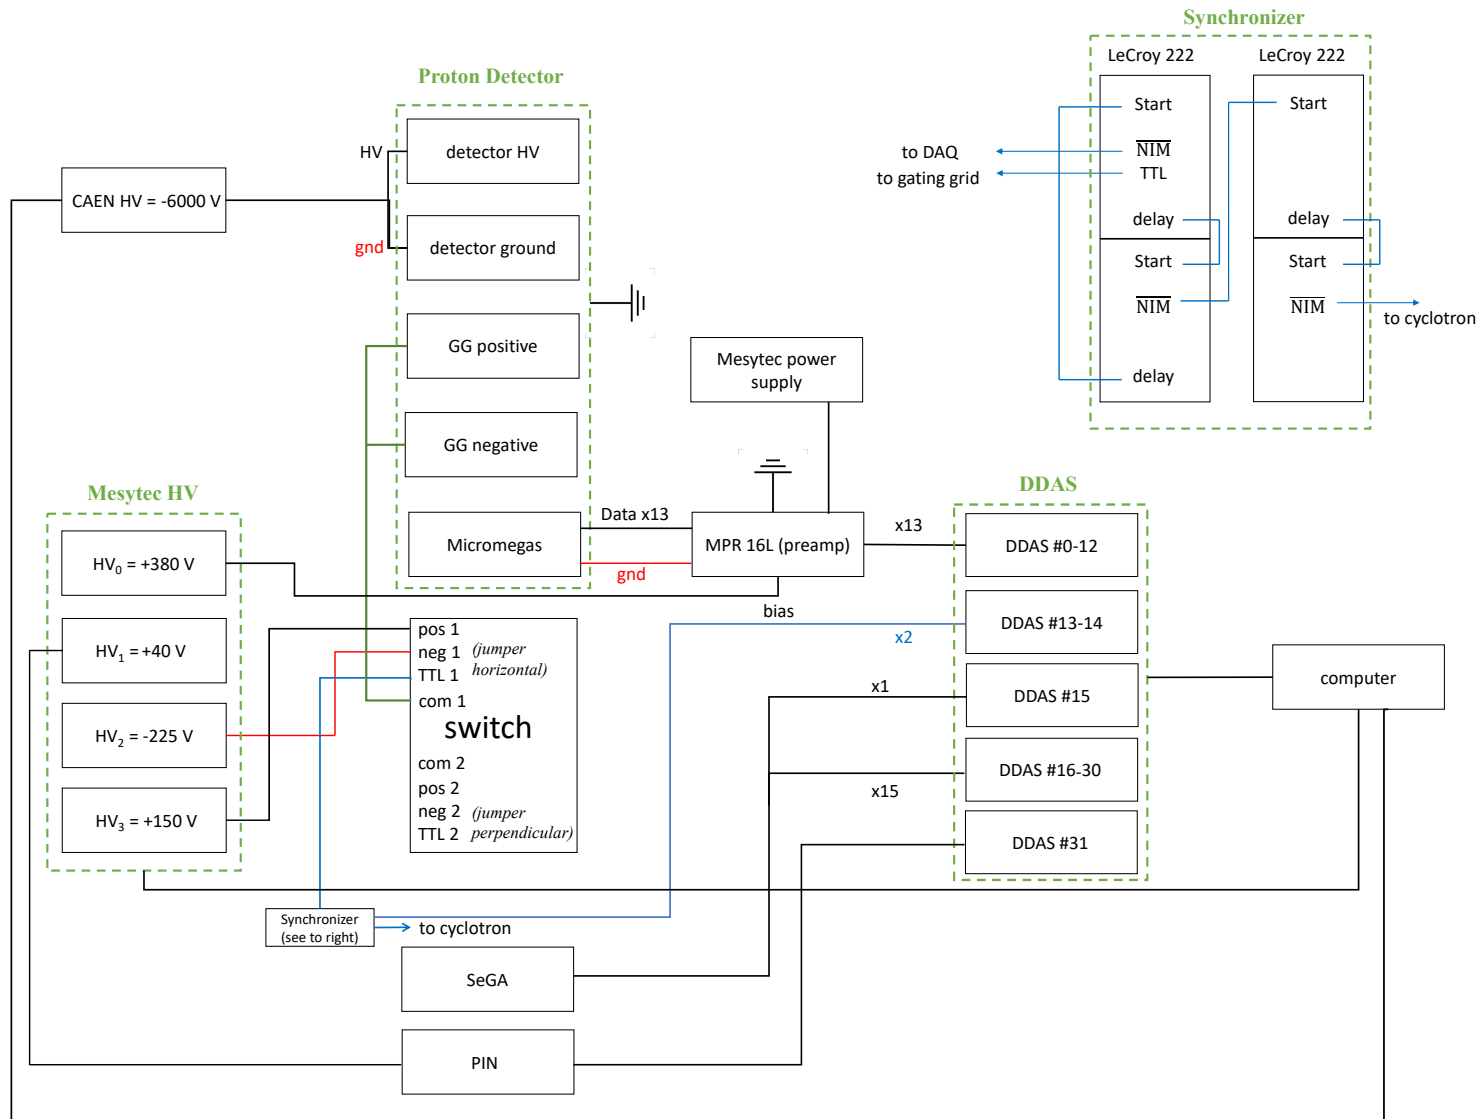 Synchronizer
LeCroy 222
LeCroy 222
Start
NIM
TTL
delay
Start
NIM
delay
Start
delay
Start
NIM
to DAQ
to gating grid
to cyclotron
Proton Detector
HV
detector HV
CAEN HV = -6000 V
gnd
detector ground
GG positive
GG negative
Micromegas
Data x13
gnd
Mesytec power
supply
MPR 16L (preamp)
x13
bias
x2
x1
x15
Mesytec HV
HV0 = +380 V
HV1 = +40 V
HV2 = -225 V
HV3 = +150 V
pos 1
neg 1
(jumper
horizontal)
TTL 1
com 1
switch
com 2
pos 2
neg 2
(jumper
perpendicular)
TTL 2
DDAS
DDAS #0-12
DDAS #13-14
DDAS #15
DDAS #16-30
DDAS #31
computer
Synchronizer
(see to right)
to cyclotron
SeGA
PIN